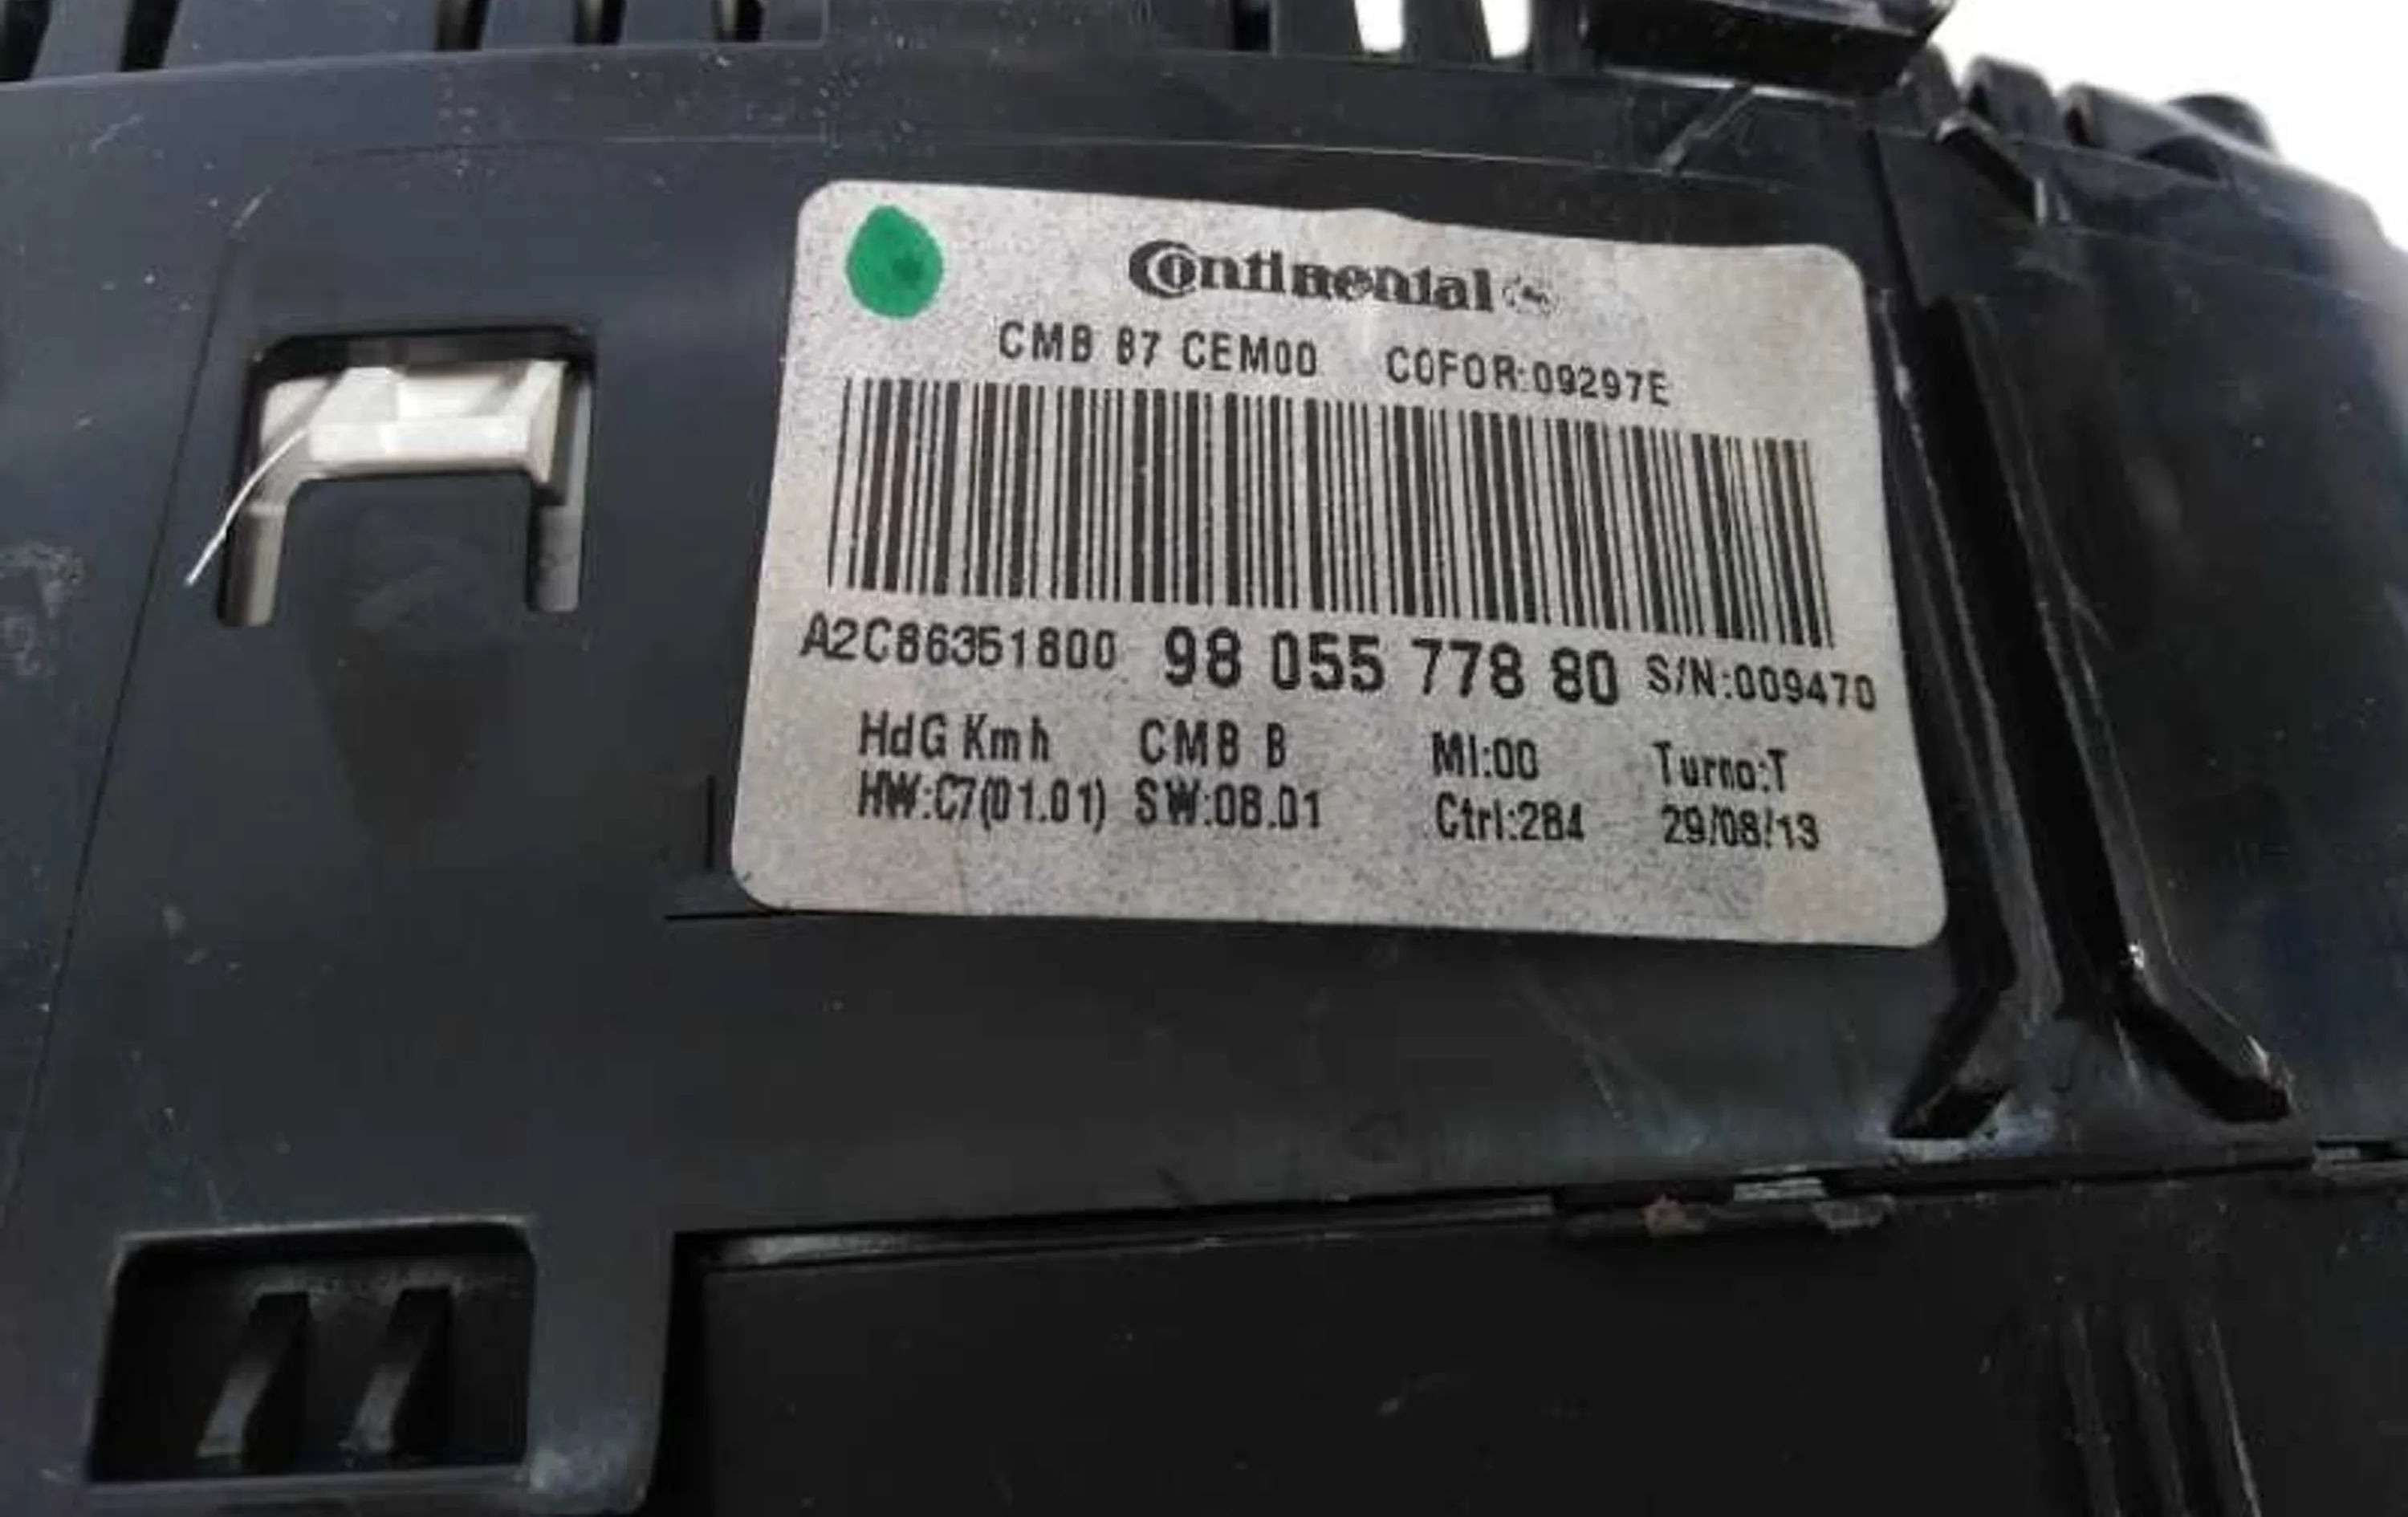 Continental
CMB B7 CEM00 COFOR:09297E
A2C86351800 98 055 778 80 S/N:009470
HdG Kmh CMB B MI:00 Turno:T
HW:C7(01.01) SW:08.01 Ctrl:284 29/08/13